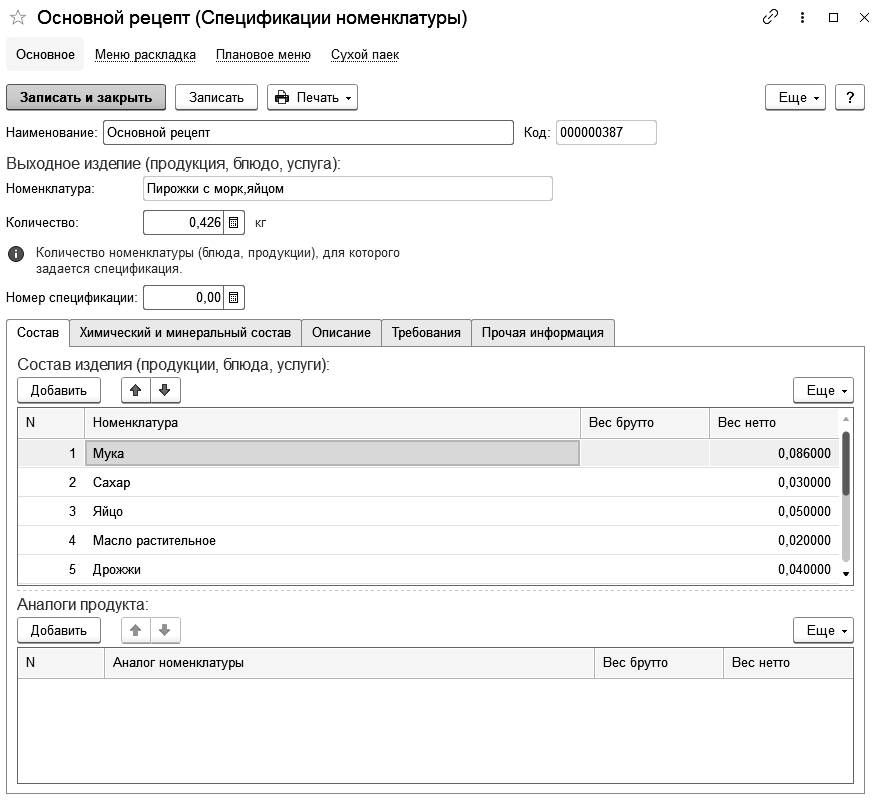 Основной рецепт (Спецификации номенклатуры)
Основное Меню раскладка Плановое меню Сухой паек
Записать и закрыть Записать Печать Еще ?
Наименование: Основной рецепт Код: 000000387
Выходное изделие (продукция, блюдо, услуга):
Номенклатура: Пирожки с морк,яйцом
Количество: 0,426 кг
Количество номенклатуры (блюда, продукции), для которого
задается спецификация.
Номер спецификации: 0,00
Состав Химический и минеральный состав Описание Требования Прочая информация
Состав изделия (продукции, блюда, услуги):
Добавить Еще
N Номенклатура Вес брутто Вес нетто
1 Мука 0,086000
2 Сахар 0,030000
3 Яйцо 0,050000
4 Масло растительное 0,020000
5 Дрожжи 0,040000
Аналоги продукта:
Добавить Еще
N Аналог номенклатуры Вес брутто Вес нетто